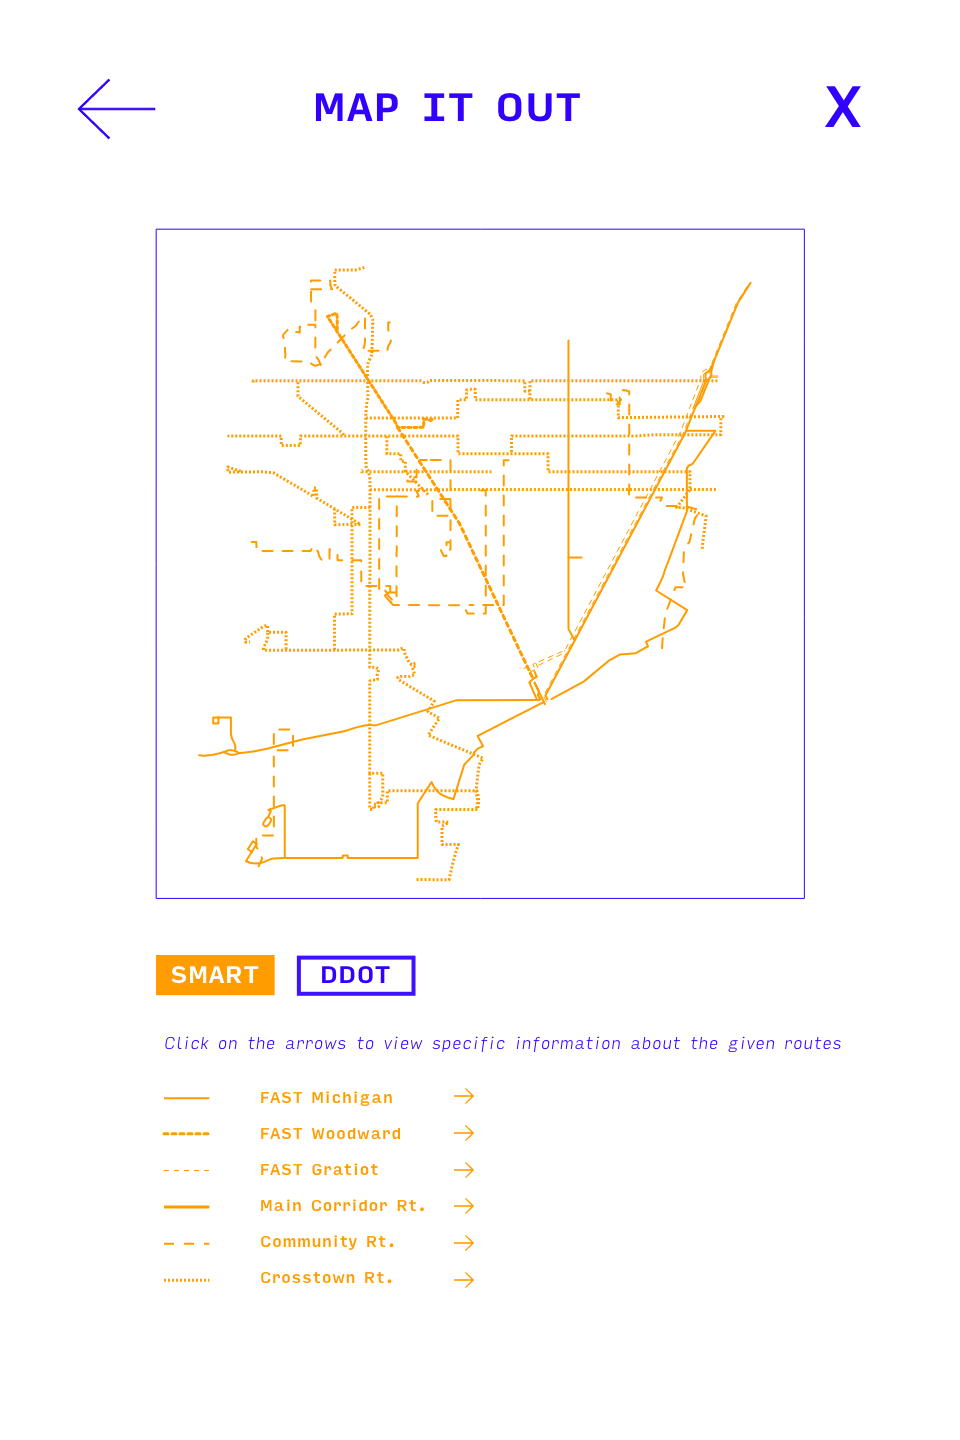 MAP IT OUT X
SMART DDOT
Click on the arrows to view specific information about the given routes
FAST Michigan
FAST Woodward
FAST Gratiot
Main Corridor Rt.
Community Rt.
Crosstown Rt.